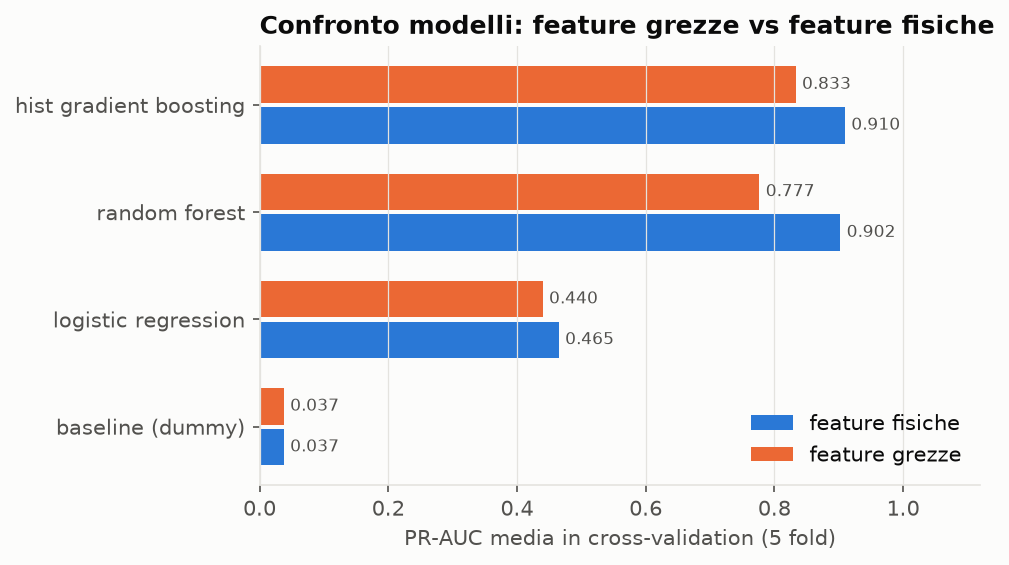 Confronto modelli: feature grezze vs feature fisiche
hist gradient boosting
0.833
0.910
random forest
0.777
0.902
logistic regression
0.440
0.465
baseline (dummy)
0.037
0.037
feature fisiche
feature grezze
0.0 0.2 0.4 0.6 0.8 1.0
PR-AUC media in cross-validation (5 fold)